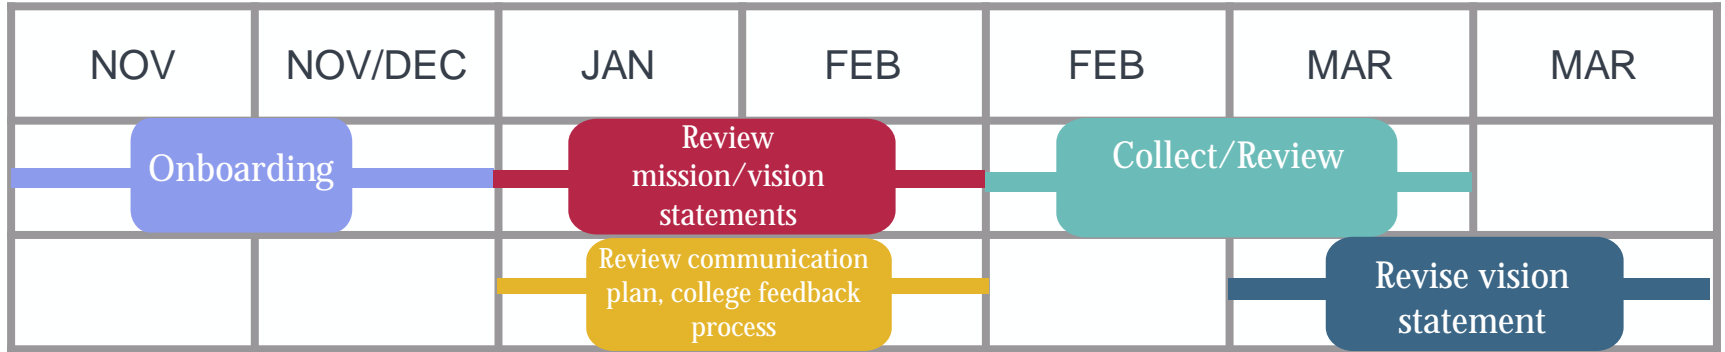 NOV NOV/DEC JAN FEB FEB MAR MAR
Onboarding
Review
mission/vision
statements
Collect/Review
Review communication
plan, college feedback
process
Revise vision
statement